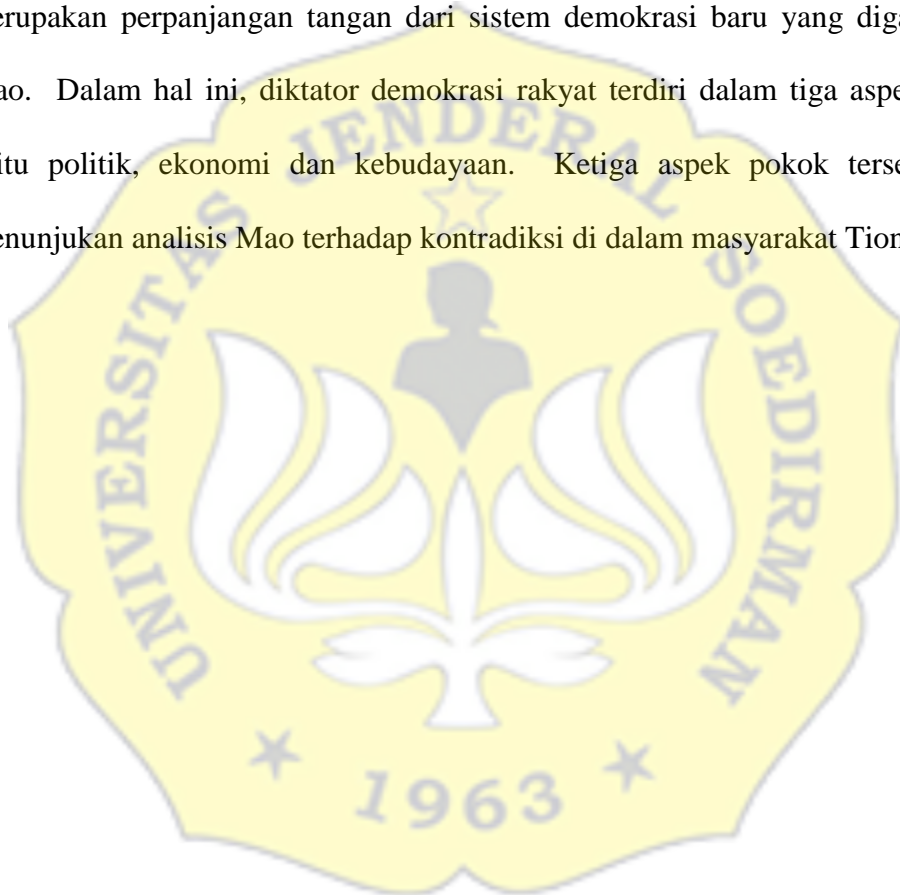 erupakan perpanjangan tangan dari sistem demokrasi baru yang diga
ao. Dalam hal ini, diktator demokrasi rakyat terdiri dalam tiga aspe
itu politik, ekonomi dan kebudayaan. Ketiga aspek pokok terse
enunjukan analisis Mao terhadap kontradiksi di dalam masyarakat Tion
UNIVERSITAS JENDERAL SOEDIRMAN
1963